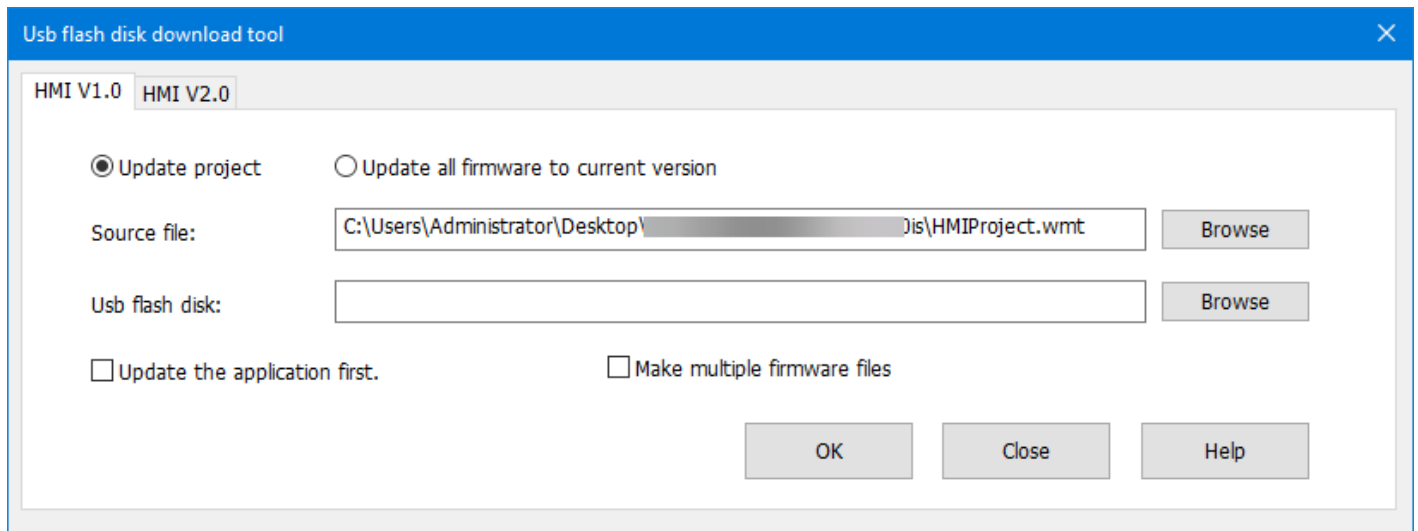 Usb flash disk download tool
HMI V1.0 HMI V2.0
Update project Update all firmware to current version
Source file: C:\Users\Administrator\Desktop\ is\HMIProject.wmt Browse
Usb flash disk: Browse
Update the application first. Make multiple firmware files
OK Close Help